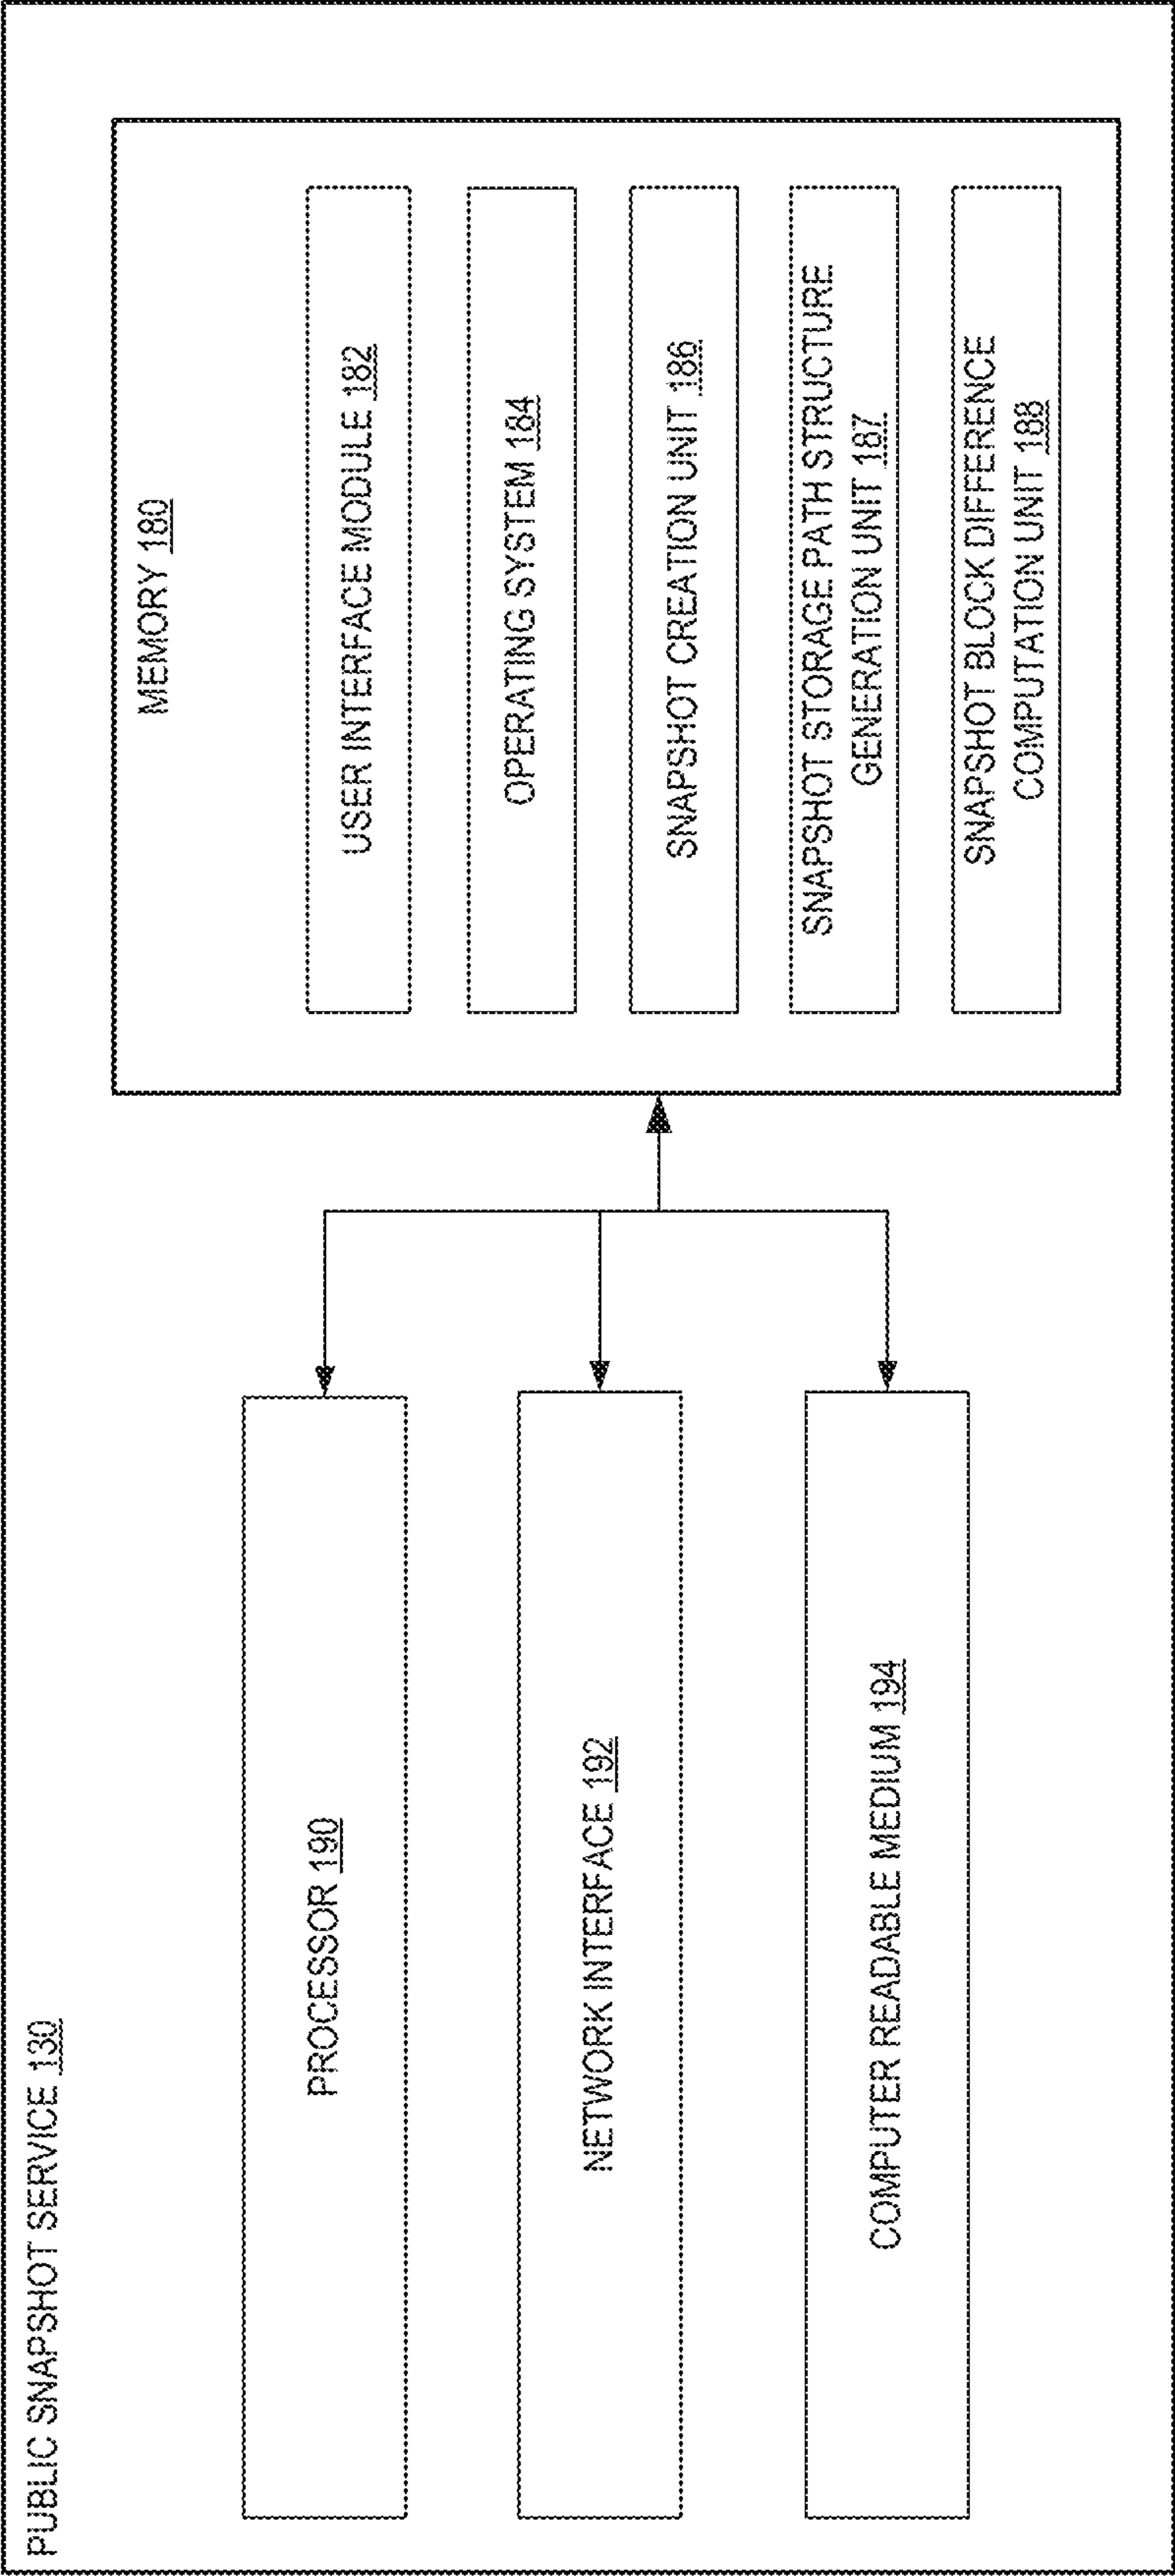 PUBLIC SNAPSHOT SERVICE 130
PROCESSOR 190
NETWORK INTERFACE 192
COMPUTER READABLE MEDIUM 194
MEMORY 180
USER INTERFACE MODULE 182
OPERATING SYSTEM 184
SNAPSHOT CREATION UNIT 186
SNAPSHOT STORAGE PATH STRUCTURE
GENERATION UNIT 187
SNAPSHOT BLOCK DIFFERENCE
COMPUTATION UNIT 188